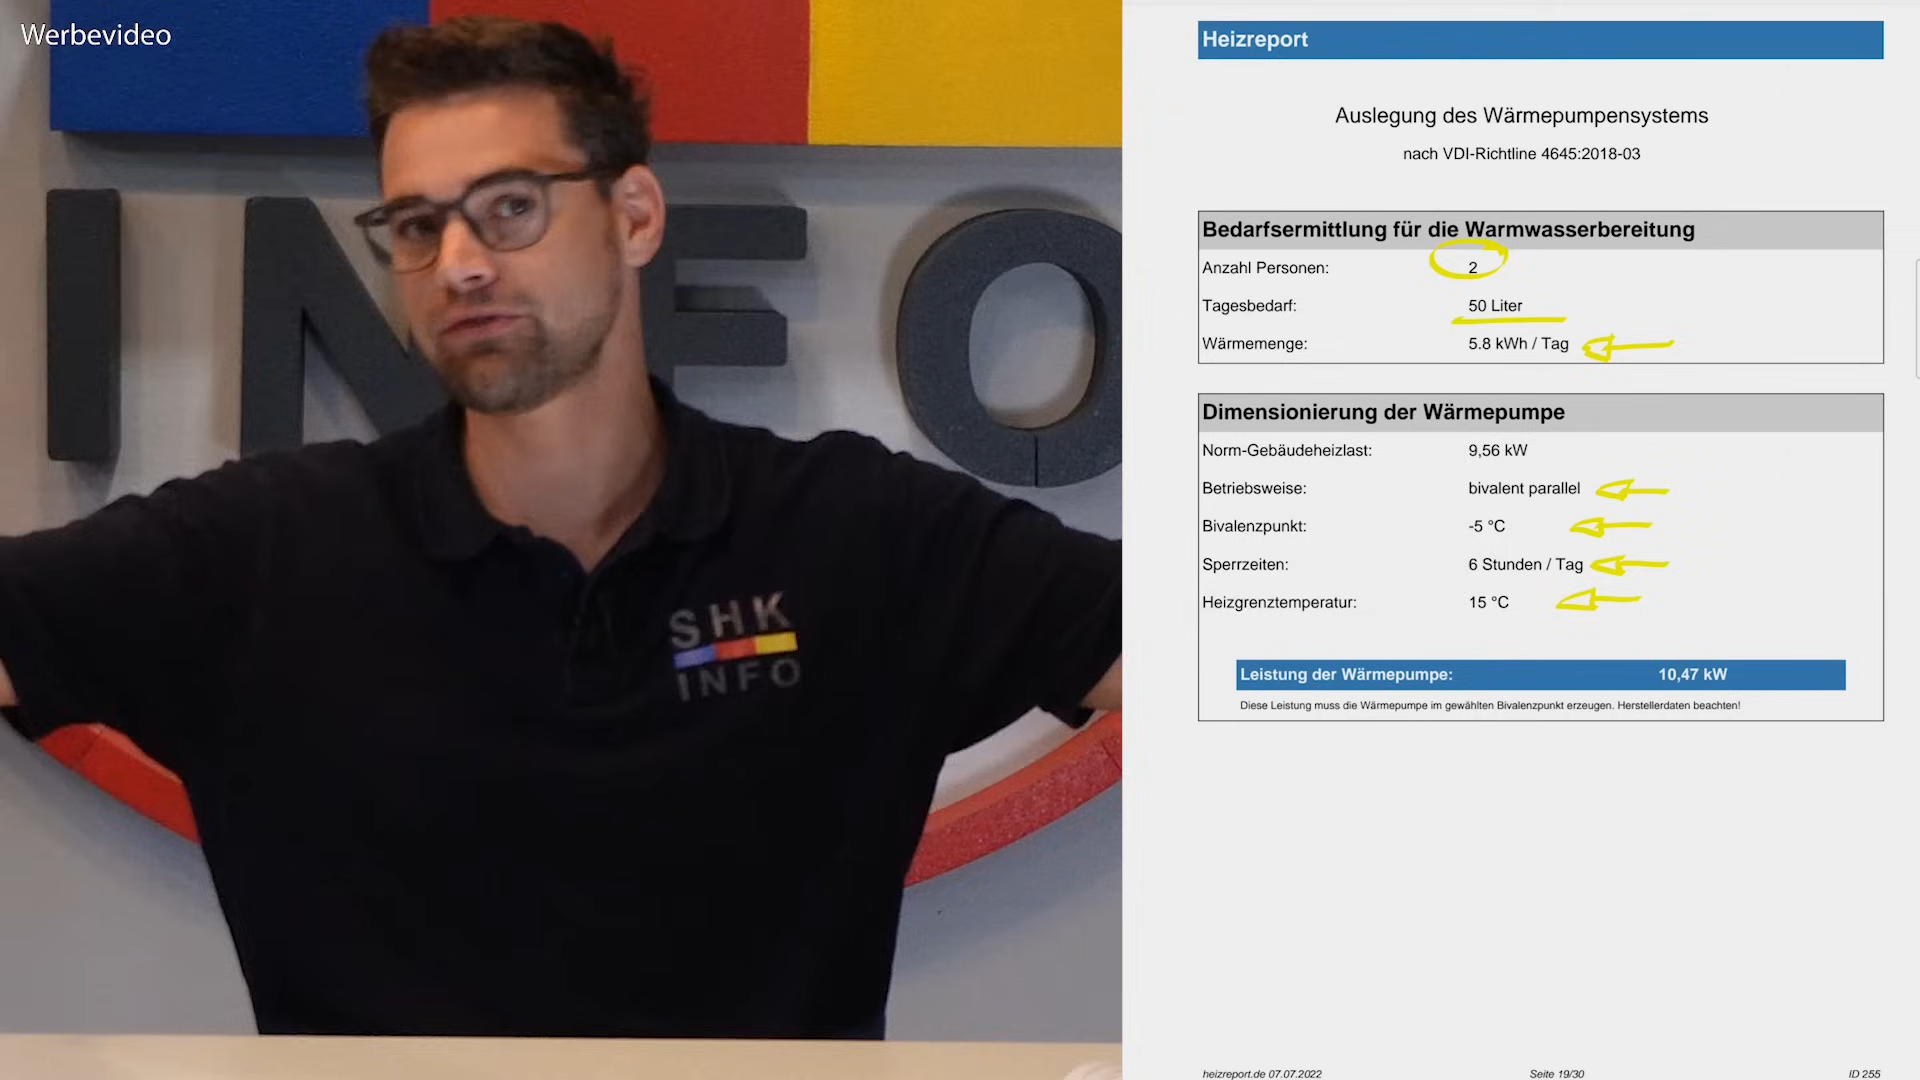 Werbevideo
INFO
SHK
INFO
Heizreport
Auslegung des Wärmepumpensystems
nach VDI-Richtline 4645:2018-03
Bedarfsermittlung für die Warmwasserbereitung
Anzahl Personen: 2
Tagesbedarf: 50 Liter
Wärmemenge: 5.8 kWh / Tag
Dimensionierung der Wärmepumpe
Norm-Gebäudeheizlast: 9,56 kW
Betriebsweise: bivalent parallel
Bivalenzpunkt: -5 °C
Sperrzeiten: 6 Stunden / Tag
Heizgrenztemperatur: 15 °C
Leistung der Wärmepumpe: 10,47 kW
Diese Leistung muss die Wärmepumpe im gewählten Bivalenzpunkt erzeugen. Herstellerdaten beachten!
heizreport.de 07.07.2022 Seite 19/30 ID 255